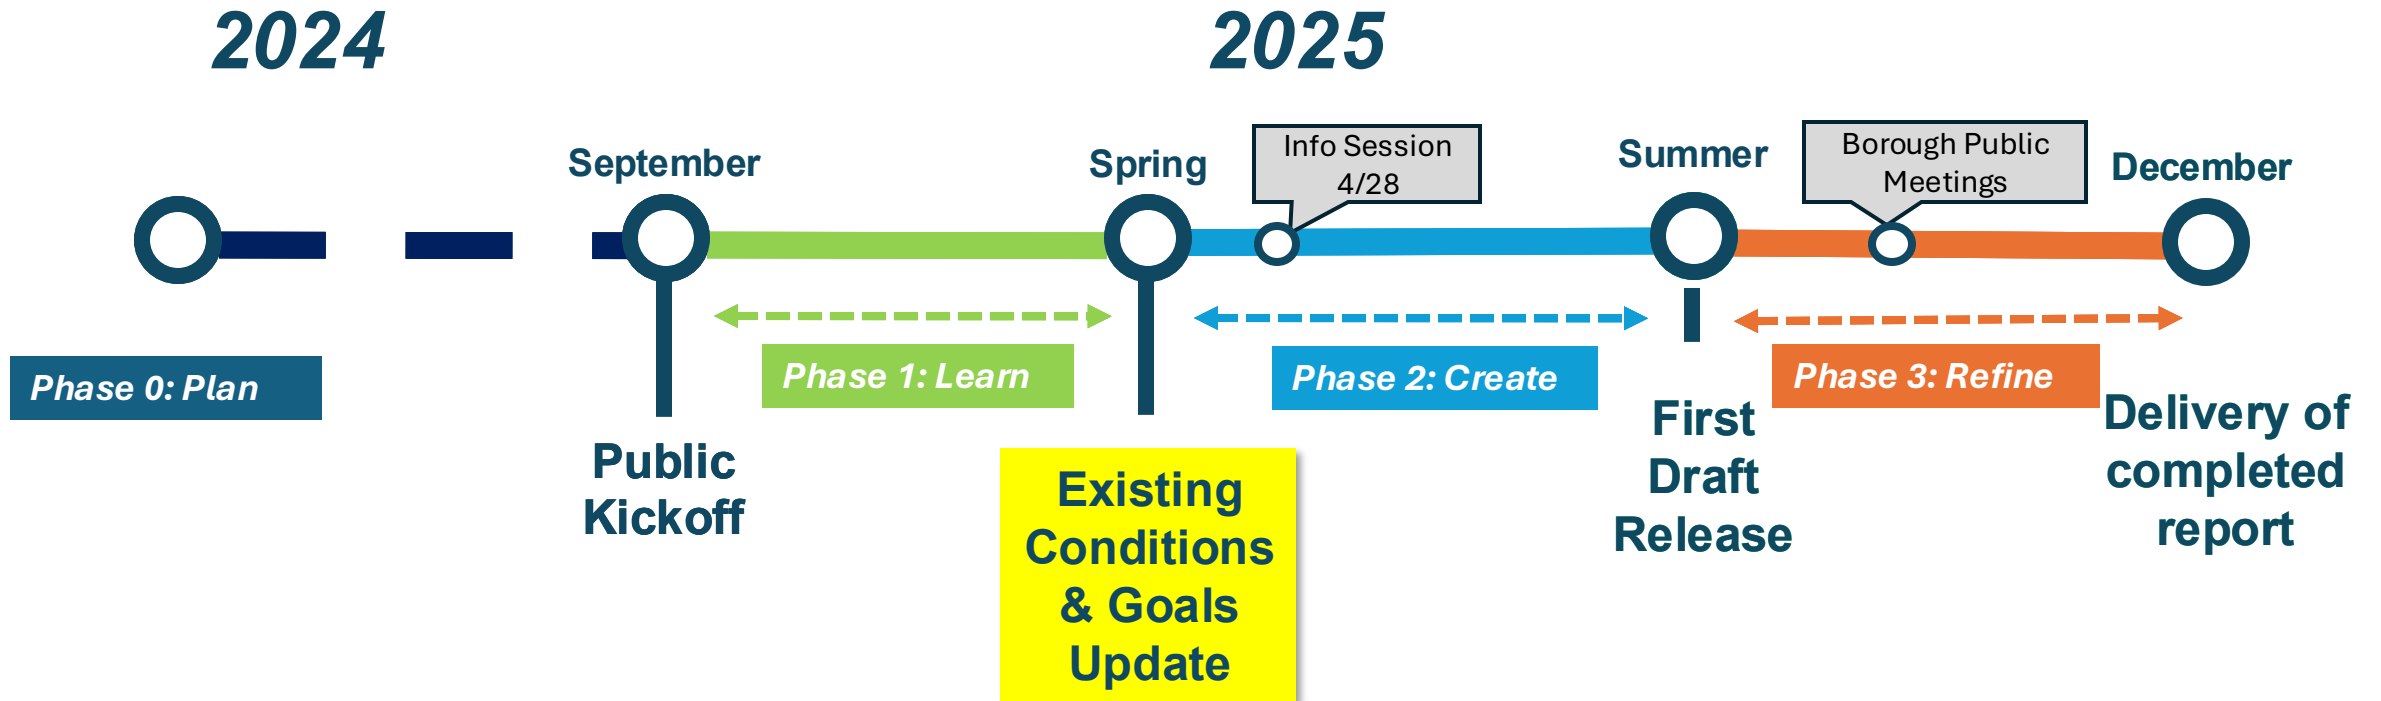 2024
2025
September
Spring
Info Session
4/28
Summer
Borough Public
Meetings
December
Phase 0: Plan
Phase 1: Learn
Phase 2: Create
Phase 3: Refine
Public
Kickoff
Existing
Conditions
& Goals
Update
First
Draft
Release
Delivery of
completed
report